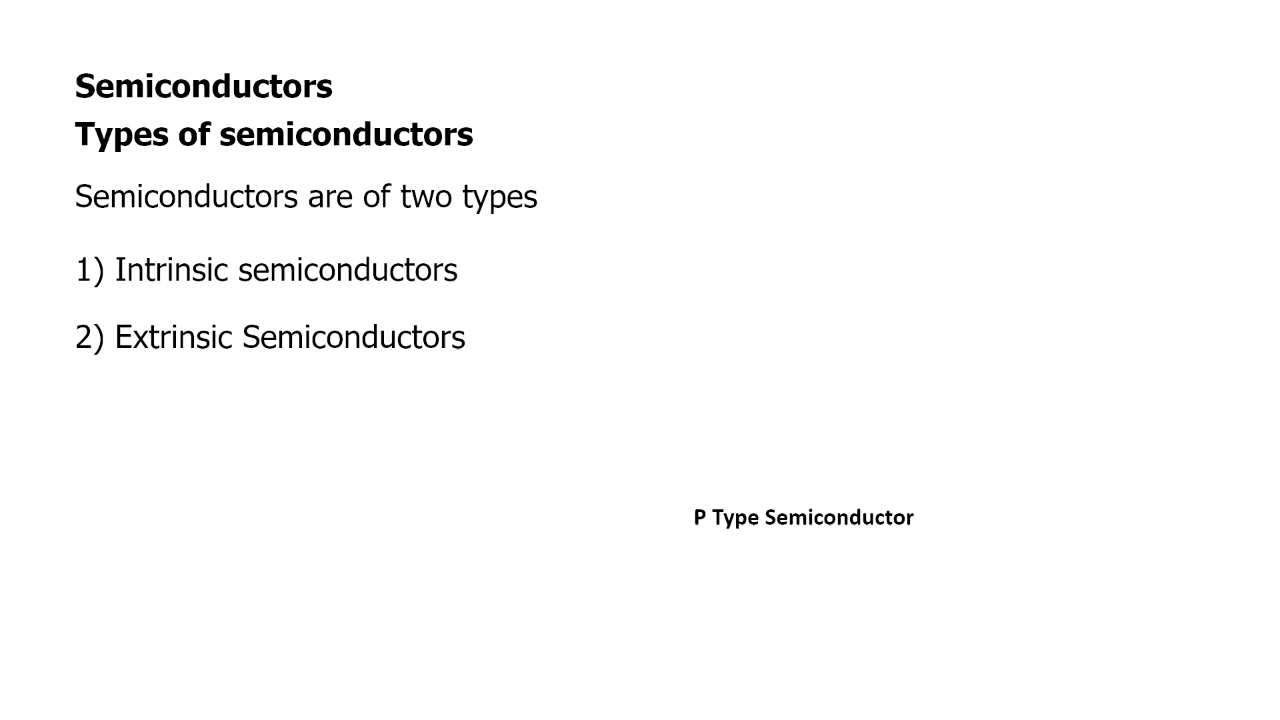 Semiconductors
Types of semiconductors
Semiconductors are of two types
1) Intrinsic semiconductors
2) Extrinsic Semiconductors
P Type Semiconductor